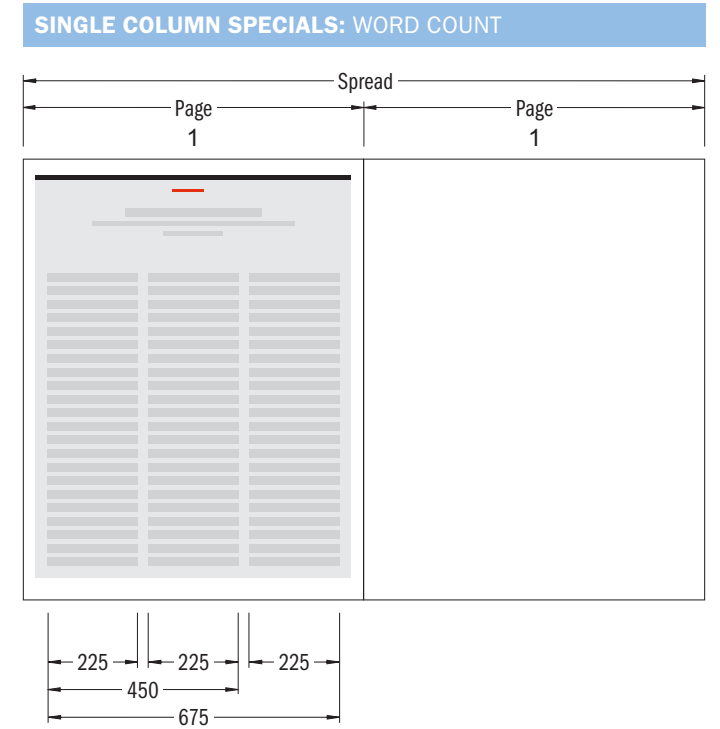 SINGLE COLUMN SPECIALS: WORD COUNT
Spread
Page Page
1 1
225 225 225
450
675